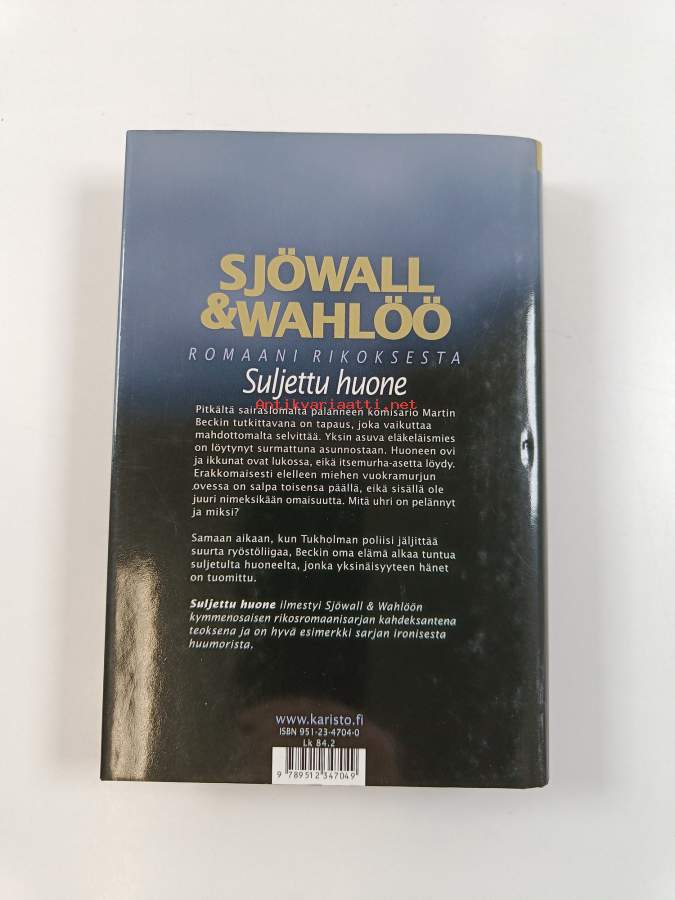 SJÖWALL
&WAHLÖÖ
ROMAANI RIKOKSESTA
Suljettu huone
Antikvariaatti.net
Pitkältä sairaslomalta palanneen komisario Martin
Beckin tutkittavana on tapaus, joka vaikuttaa
mahdottomalta selvittää. Yksin asuva eläkeläismies
on löytynyt surmattuna asunnostaan. Huoneen ovi
ja ikkunat ovat lukossa, eikä itsemurha-asetta löydy.
Erakkomaisesti elelleen miehen vuokramurjun
ovessa on salpa toisensa päällä, eikä sisällä ole
juuri nimeksikään omaisuutta. Mitä uhri on pelännyt
ja miksi?
Samaan aikaan, kun Tukholman poliisi jäljittää
suurta ryöstöliigaa, Beckin oma elämä alkaa tuntua
suljetulta huoneelta, jonka yksinäisyyteen hänet
on tuomittu.
Suljettu huone ilmestyi Sjöwall & Wahlöön
kymmenosaisen rikosromaanisarjan kahdeksantena
teoksena ja on hyvä esimerkki sarjan ironisesta
huumorista.
www.karisto.fi
ISBN 951-23-4704-0
Lk 84.2
9 789512 347049